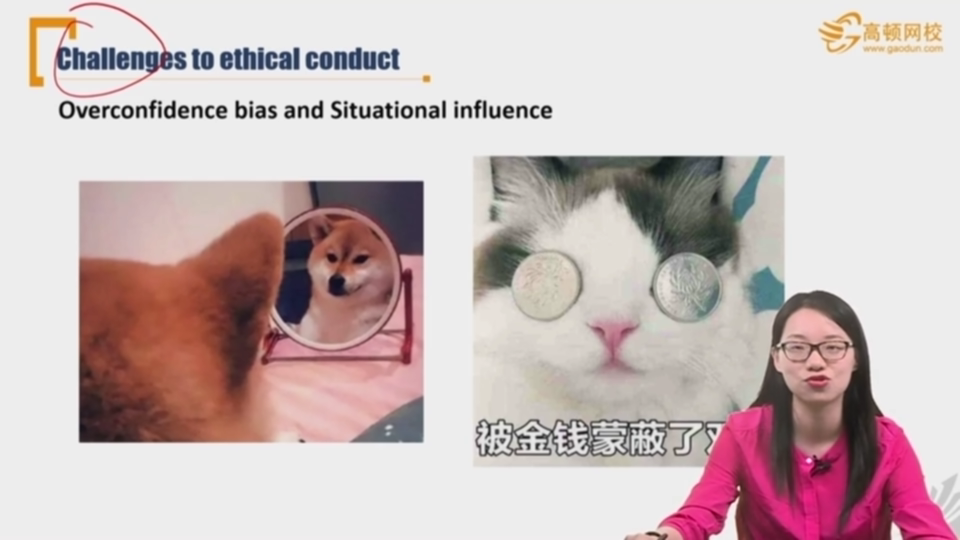 Challenges to ethical conduct
高顿网校
www.gaodun.com
Overconfidence bias and Situational influence
被金钱蒙蔽了